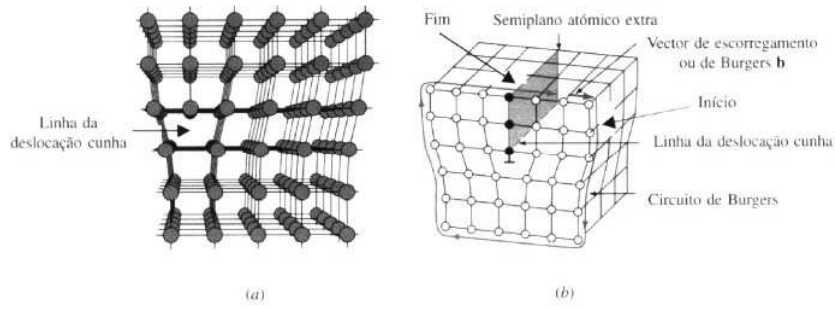 Linha da
deslocação cunha
(a)
Fim
Semiplano atómico extra
Vector de escorregamento
ou de Burgers b
Início
Linha da deslocação cunha
Circuito de Burgers
(b)